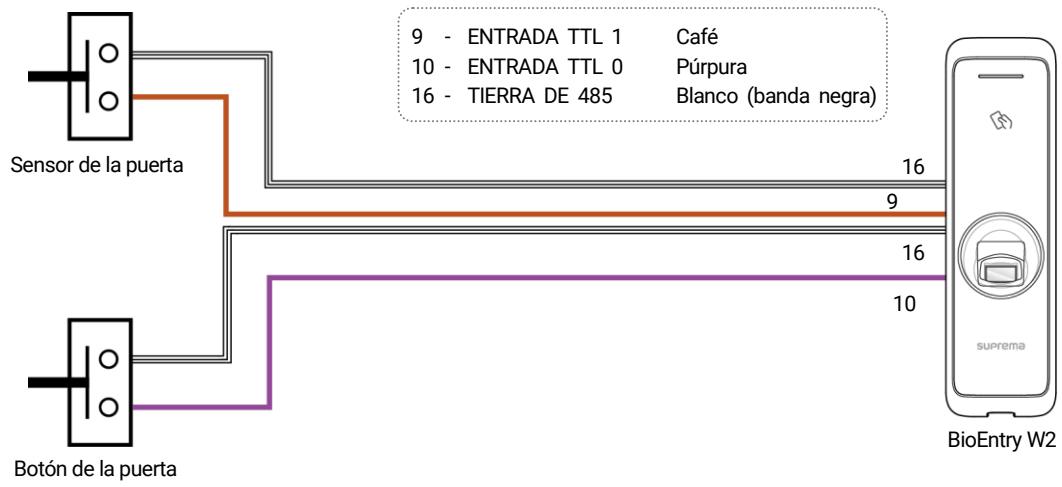 9 - ENTRADA TTL 1 Café
10 - ENTRADA TTL 0 Púrpura
16 - TIERRA DE 485 Blanco (banda negra)
Sensor de la puerta
16
9
16
10
suprema
BioEntry W2
Botón de la puerta